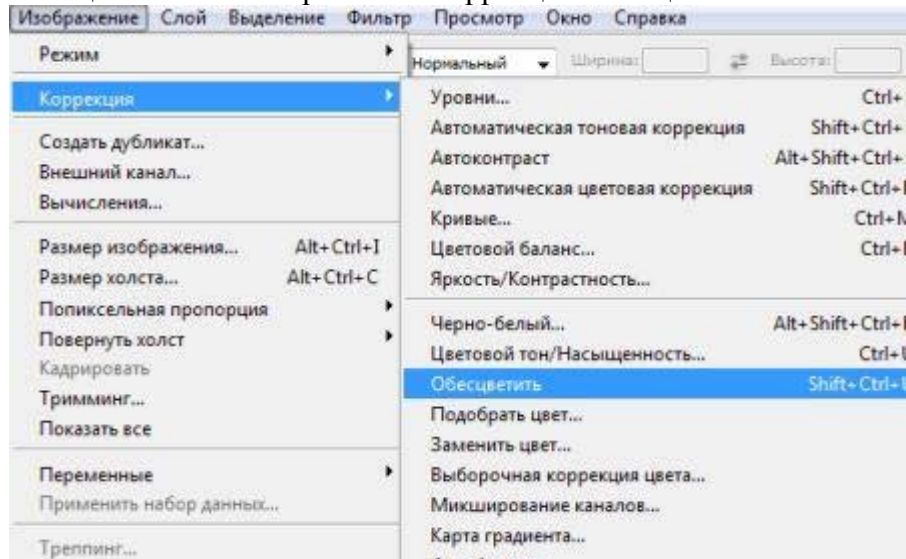 Изображение Слой Выделение Фильтр Просмотр Окно Справка
Режим
Нормальный Ширина: Высота:
Коррекция
Создать дубликат...
Внешний канал...
Вычисления...
Размер изображения... Alt+Ctrl+I
Размер холста... Alt+Ctrl+C
Попиксельная пропорция
Повернуть холст
Кадрировать
Тримминг...
Показать все
Переменные
Применить набор данных...
Треппинг...
Уровни... Ctrl+
Автоматическая тоновая коррекция Shift+Ctrl+
Автоконтраст Alt+Shift+Ctrl+
Автоматическая цветовая коррекция Shift+Ctrl+
Кривые... Ctrl+
Цветовой баланс... Ctrl+
Яркость/Контрастность...
Черно-белый... Alt+Shift+Ctrl+
Цветовой тон/Насыщенность... Ctrl+
Обесцветить Shift+Ctrl+
Подобрать цвет...
Заменить цвет...
Выборочная коррекция цвета...
Микширование каналов...
Карта градиента...